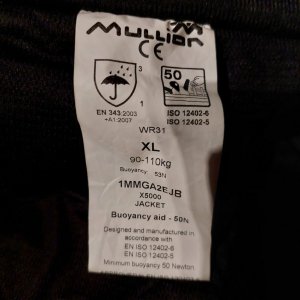 Mullion
CE
3
50
1
EN 343:2003
+A1:2007
ISO 12402-6
ISO 12402-5
WR31
XL
90-110kg
Buoyancy: 53N
1MMGA2EJB
X5000
JACKET
Buoyancy aid - 50N
Designed and manufactured in
accordance with
EN ISO 12402-6
EN ISO 12402-5
Minimum buoyancy 50 Newton